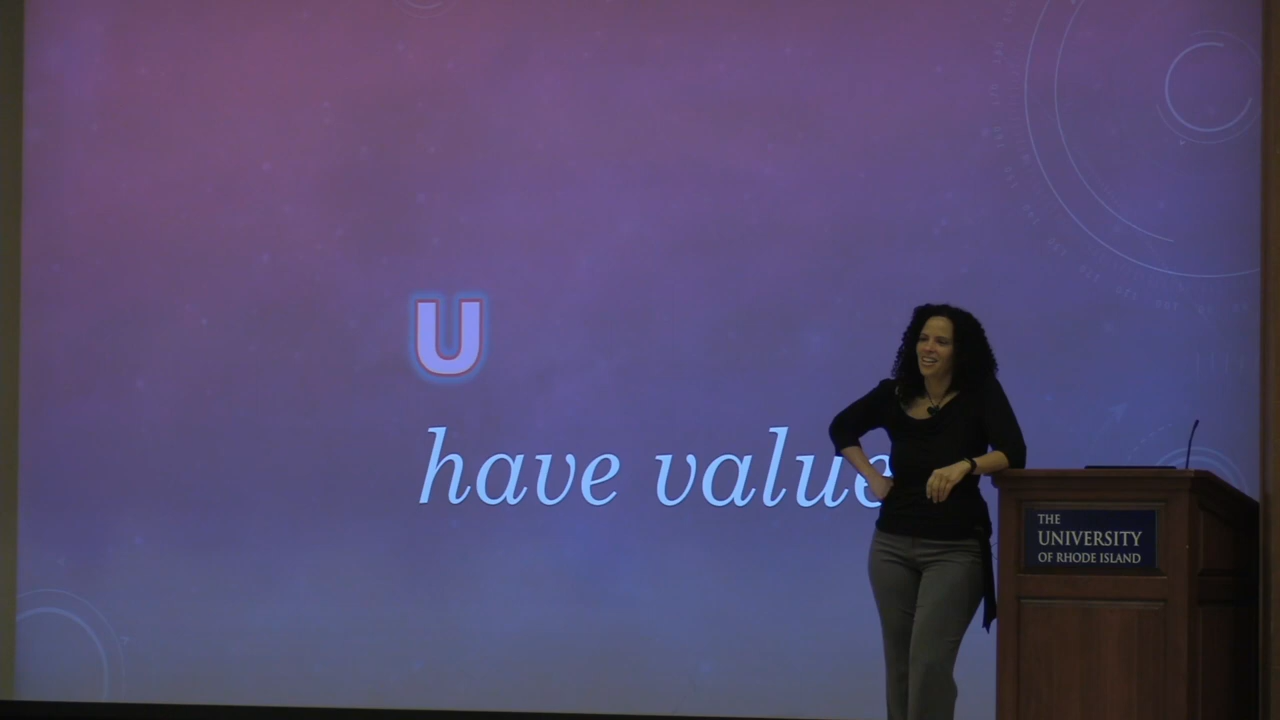 U
have value
THE
UNIVERSITY
OF RHODE ISLAND